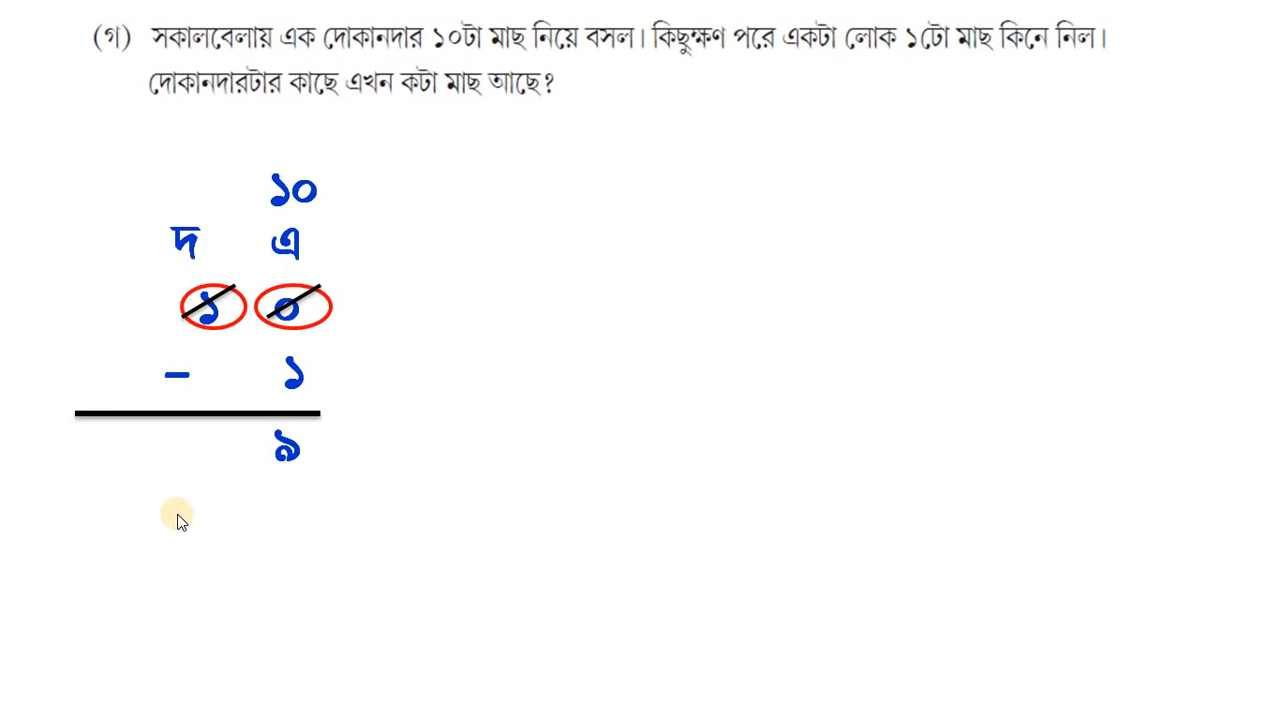 (গ) সকালবেলায় এক দোকানদার ১০টা মাছ নিয়ে বসল। কিছুক্ষণ পরে একটা লোক ১টো মাছ কিনে নিল।
দোকানদারটার কাছে এখন কটা মাছ আছে?
১০
দ এ
১ ০
– ১
৯